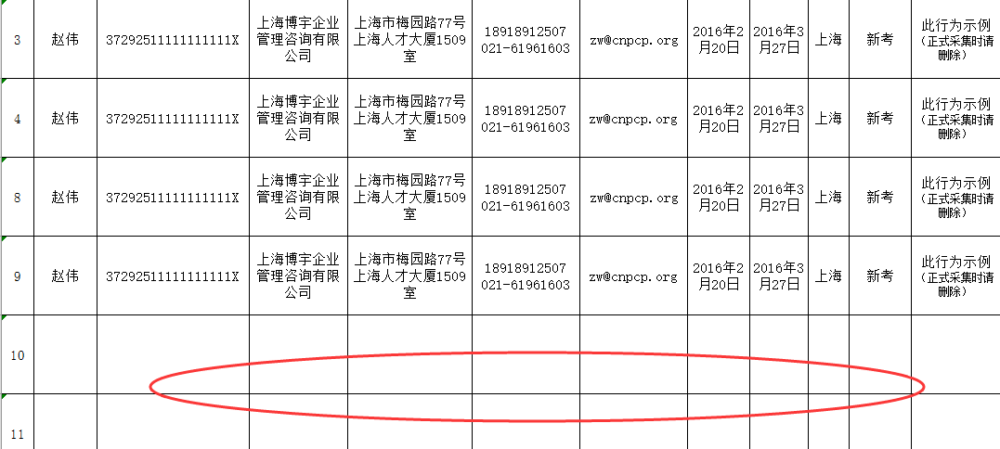 3 赵伟 37292511111111111X 上海博宇企业管理咨询有限公司 上海市梅园路77号上海人才大厦1509室 18918912507 021-61961603 zw@cnpcp.org 2016年2月20日 2016年3月27日 上海 新考 此行为示例（正式采集时请删除）
4 赵伟 37292511111111111X 上海博宇企业管理咨询有限公司 上海市梅园路77号上海人才大厦1509室 18918912507 021-61961603 zw@cnpcp.org 2016年2月20日 2016年3月27日 上海 新考 此行为示例（正式采集时请删除）
8 赵伟 37292511111111111X 上海博宇企业管理咨询有限公司 上海市梅园路77号上海人才大厦1509室 18918912507 021-61961603 zw@cnpcp.org 2016年2月20日 2016年3月27日 上海 新考 此行为示例（正式采集时请删除）
9 赵伟 37292511111111111X 上海博宇企业管理咨询有限公司 上海市梅园路77号上海人才大厦1509室 18918912507 021-61961603 zw@cnpcp.org 2016年2月20日 2016年3月27日 上海 新考 此行为示例（正式采集时请删除）
10
11